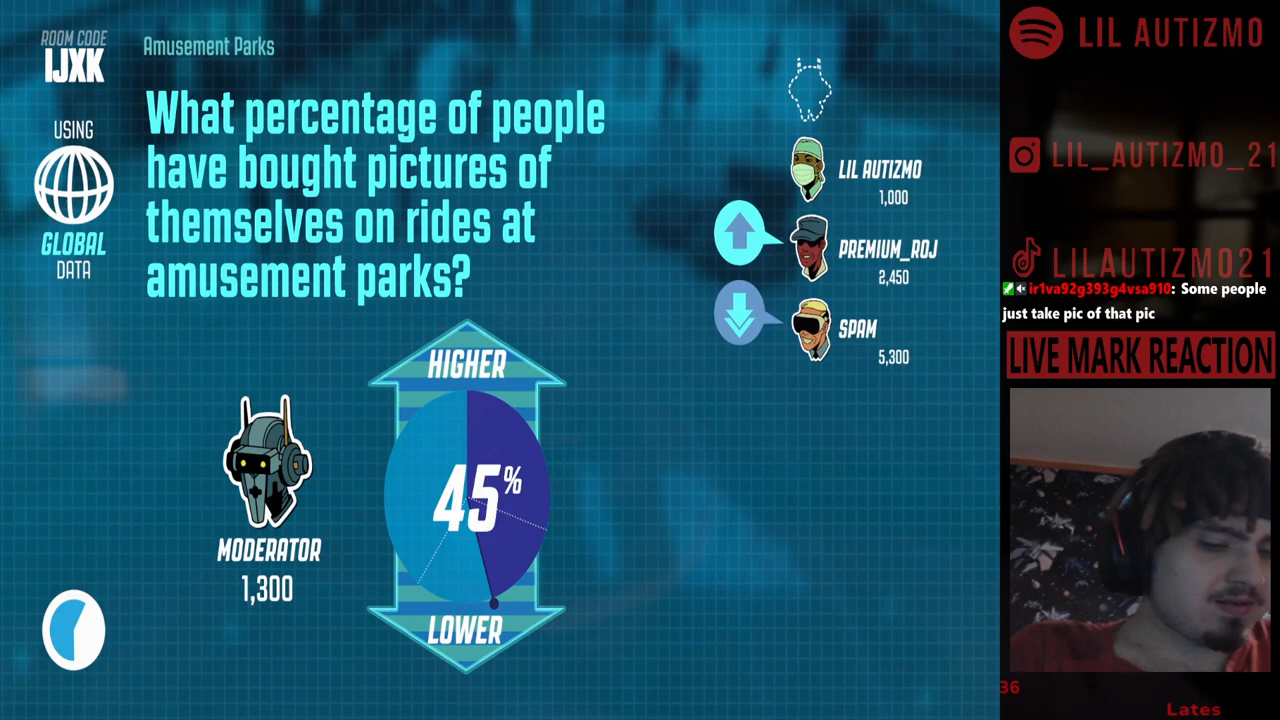 ROOM CODE
IJXK
Amusement Parks
USING
GLOBAL
DATA
What percentage of people
have bought pictures of
themselves on rides at
amusement parks?
LIL AUTIZMO
1,000
PREMIUM_ROJ
2,450
SPAM
5,300
HIGHER
45%
LOWER
MODERATOR
1,300
LIL AUTIZMO
LIL_AUTIZMO_21
LILAUTIZMO21
ir1va92g393g4vsa910: Some people
just take pic of that pic
LIVE MARK REACTION
36
Lates